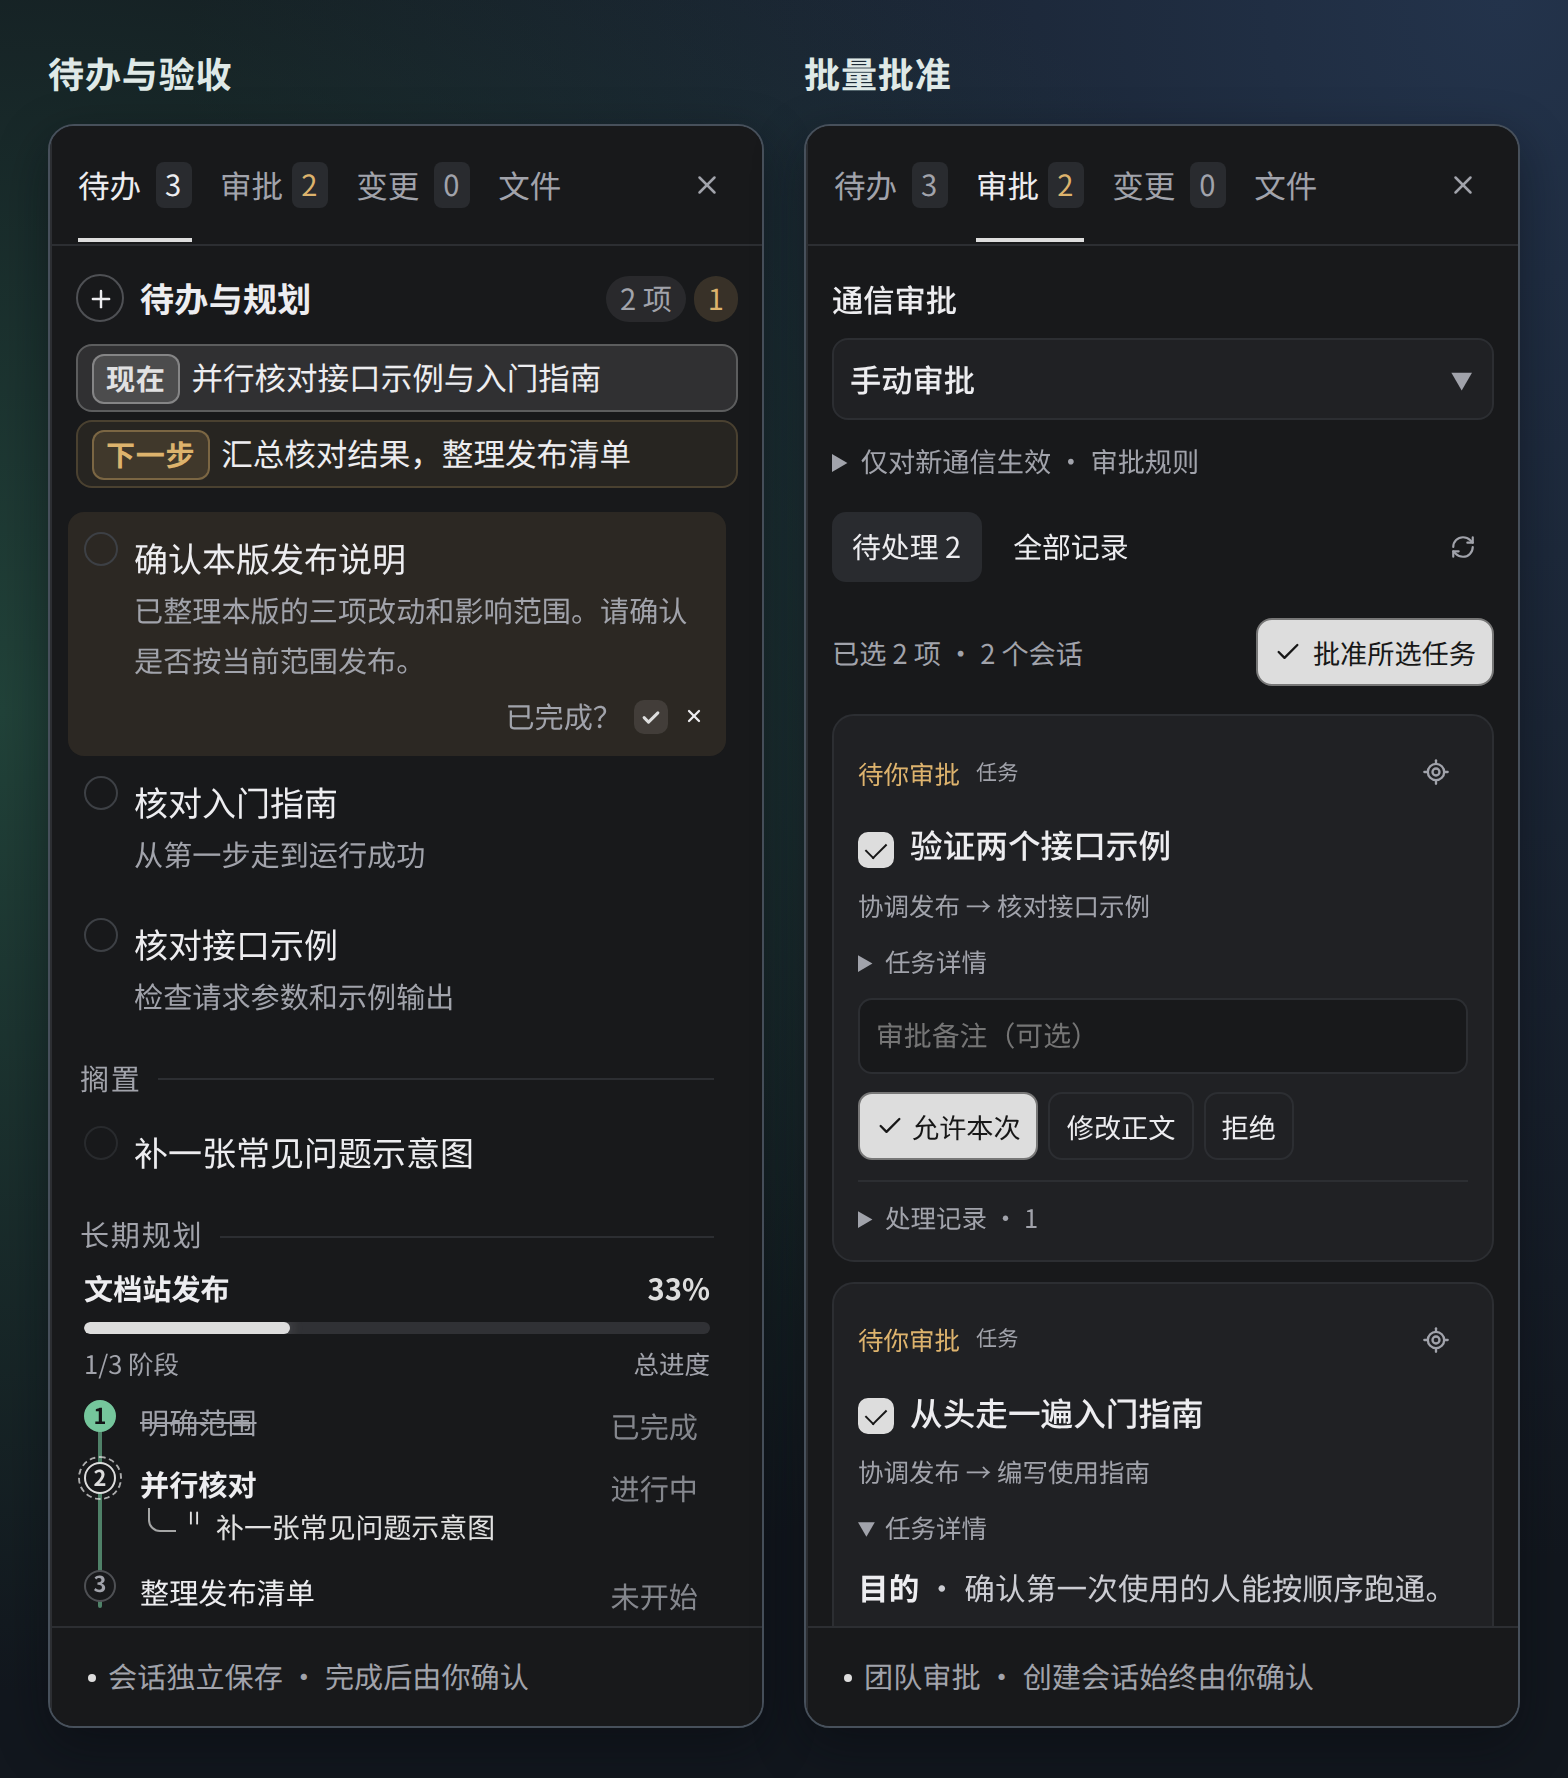 待办与验收
待办 3 审批 2 变更 0 文件 ×
+ 待办与规划 2 项 1
现在 并行核对接口示例与入门指南
下一步 汇总核对结果，整理发布清单
确认本版发布说明
已整理本版的三项改动和影响范围。请确认
是否按当前范围发布。
已完成？ ✓ ×
核对入门指南
从第一步走到运行成功
核对接口示例
检查请求参数和示例输出
搁置
补一张常见问题示意图
长期规划
文档站发布 33%
1/3 阶段 总进度
1 明确范围 已完成
2 并行核对 进行中
补一张常见问题示意图
3 整理发布清单 未开始
• 会话独立保存 · 完成后由你确认
批量批准
待办 3 审批 2 变更 0 文件 ×
通信审批
手动审批 ▼
▶ 仅对新通信生效 · 审批规则
待处理 2 全部记录
已选 2 项 · 2 个会话 ✓ 批准所选任务
待你审批 任务
验证两个接口示例
协调发布 → 核对接口示例
▶ 任务详情
审批备注（可选）
✓ 允许本次 修改正文 拒绝
▶ 处理记录 · 1
待你审批 任务
从头走一遍入门指南
协调发布 → 编写使用指南
▼ 任务详情
目的 · 确认第一次使用的人能按顺序跑通。
• 团队审批 · 创建会话始终由你确认